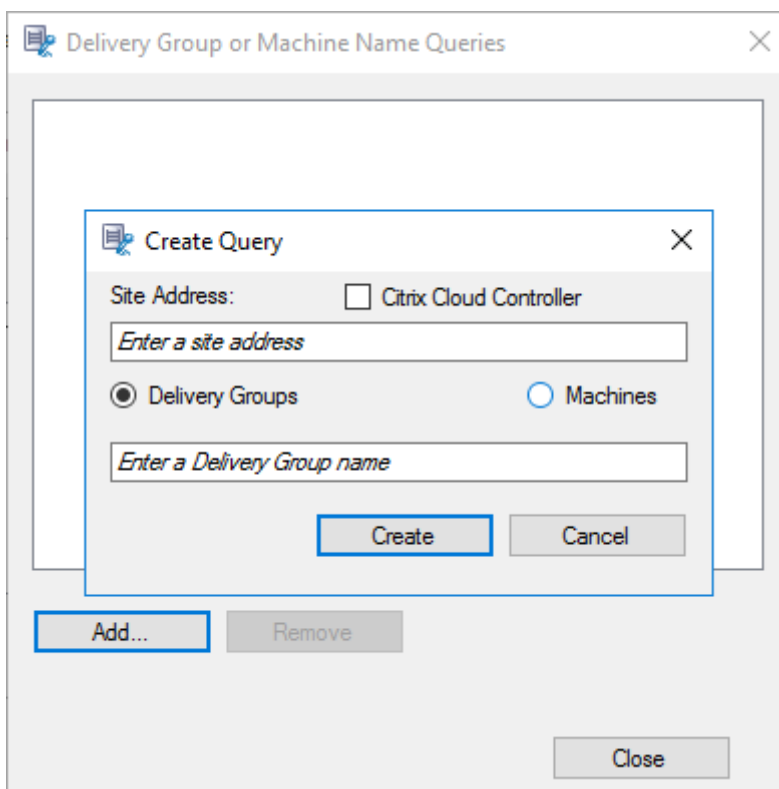 Delivery Group or Machine Name Queries
Create Query
Site Address: Citrix Cloud Controller
Enter a site address
Delivery Groups Machines
Enter a Delivery Group name
Create Cancel
Add... Remove
Close